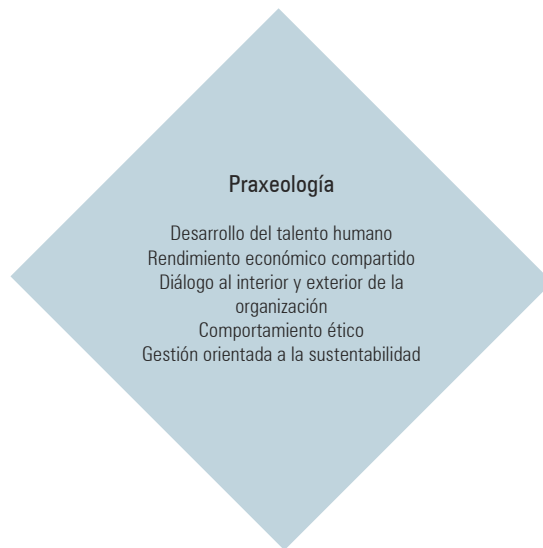 Praxeología
Desarrollo del talento humano
Rendimiento económico compartido
Diálogo al interior y exterior de la
organización
Comportamiento ético
Gestión orientada a la sustentabilidad